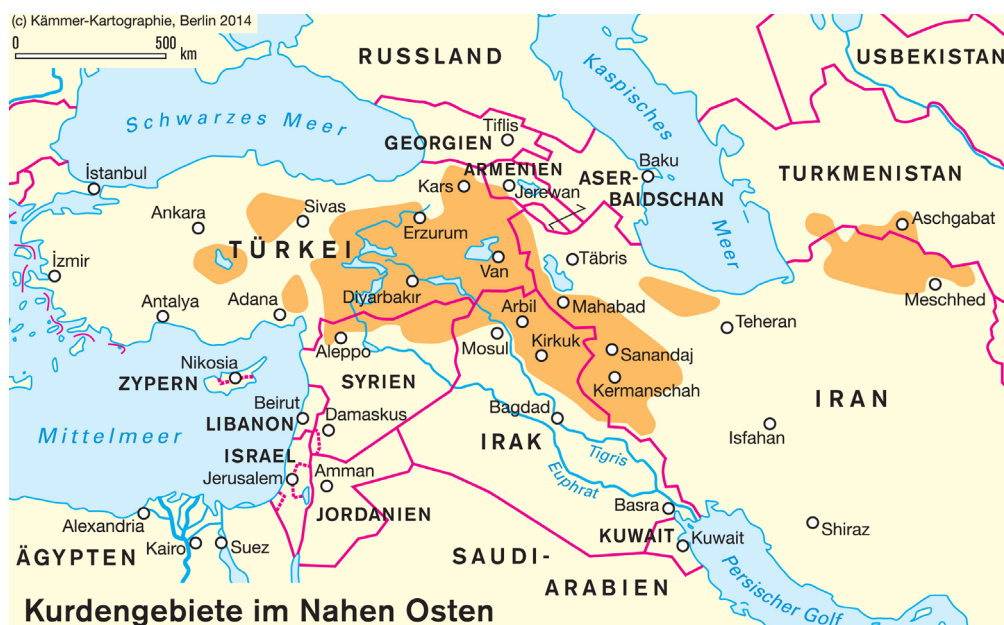 (c) Kämmer-Kartographie, Berlin 2014
0 500 km
RUSSLAND
USBEKISTAN
Kaspisches
Meer
Schwarzes Meer
Tiflis
GEORGIEN
ARMENIEN
Kars
Jerewan
ASER-
BAIDSCHAN
Baku
TURKMENISTAN
Aschgabat
Meschhed
İstanbul
Ankara
Sivas
Erzurum
TÜRKEI
Van
Täbris
İzmir
Antalya
Adana
Diyarbakır
Arbil
Mahabad
Teheran
Aleppo
Mosul
Kirkuk
Sanandaj
Kermanschah
Nikosia
ZYPERN
SYRIEN
Beirut
LIBANON
Damaskus
Bagdad
IRAN
Isfahan
Mittelmeer
ISRAEL
IRAK
Tigris
Euphrat
Jerusalem
Amman
JORDANIEN
Basra
Alexandria
KUWAIT
Kuwait
Shiraz
ÄGYPTEN
Kairo
Suez
SAUDI-
ARABIEN
Persischer Golf
Kurdengebiete im Nahen Osten